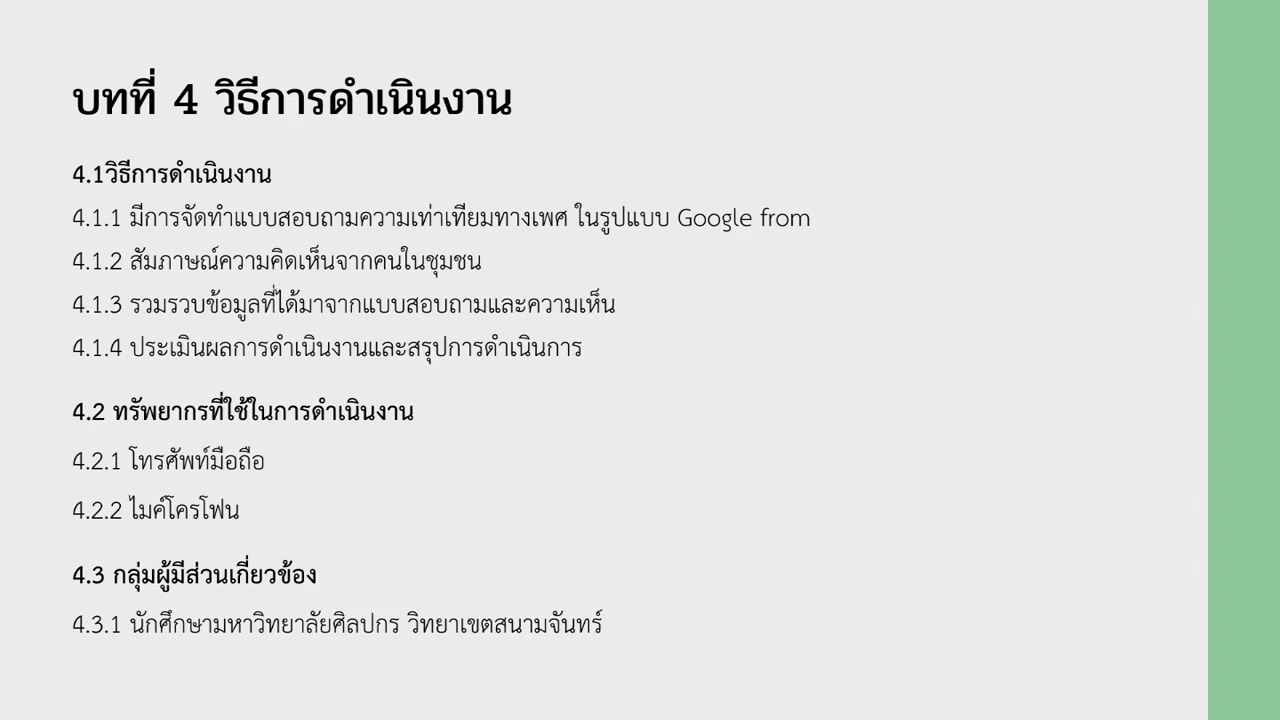 บทที่ 4 วิธีการดำเนินงาน
4.1วิธีการดำเนินงาน
4.1.1 มีการจัดทำแบบสอบถามความเท่าเทียมทางเพศ ในรูปแบบ Google from
4.1.2 สัมภาษณ์ความคิดเห็นจากคนในชุมชน
4.1.3 รวมรวบข้อมูลที่ได้มาจากแบบสอบถามและความเห็น
4.1.4 ประเมินผลการดำเนินงานและสรุปการดำเนินการ
4.2 ทรัพยากรที่ใช้ในการดำเนินงาน
4.2.1 โทรศัพท์มือถือ
4.2.2 ไมค์โครโฟน
4.3 กลุ่มผู้มีส่วนเกี่ยวข้อง
4.3.1 นักศึกษามหาวิทยาลัยศิลปกร วิทยาเขตสนามจันทร์